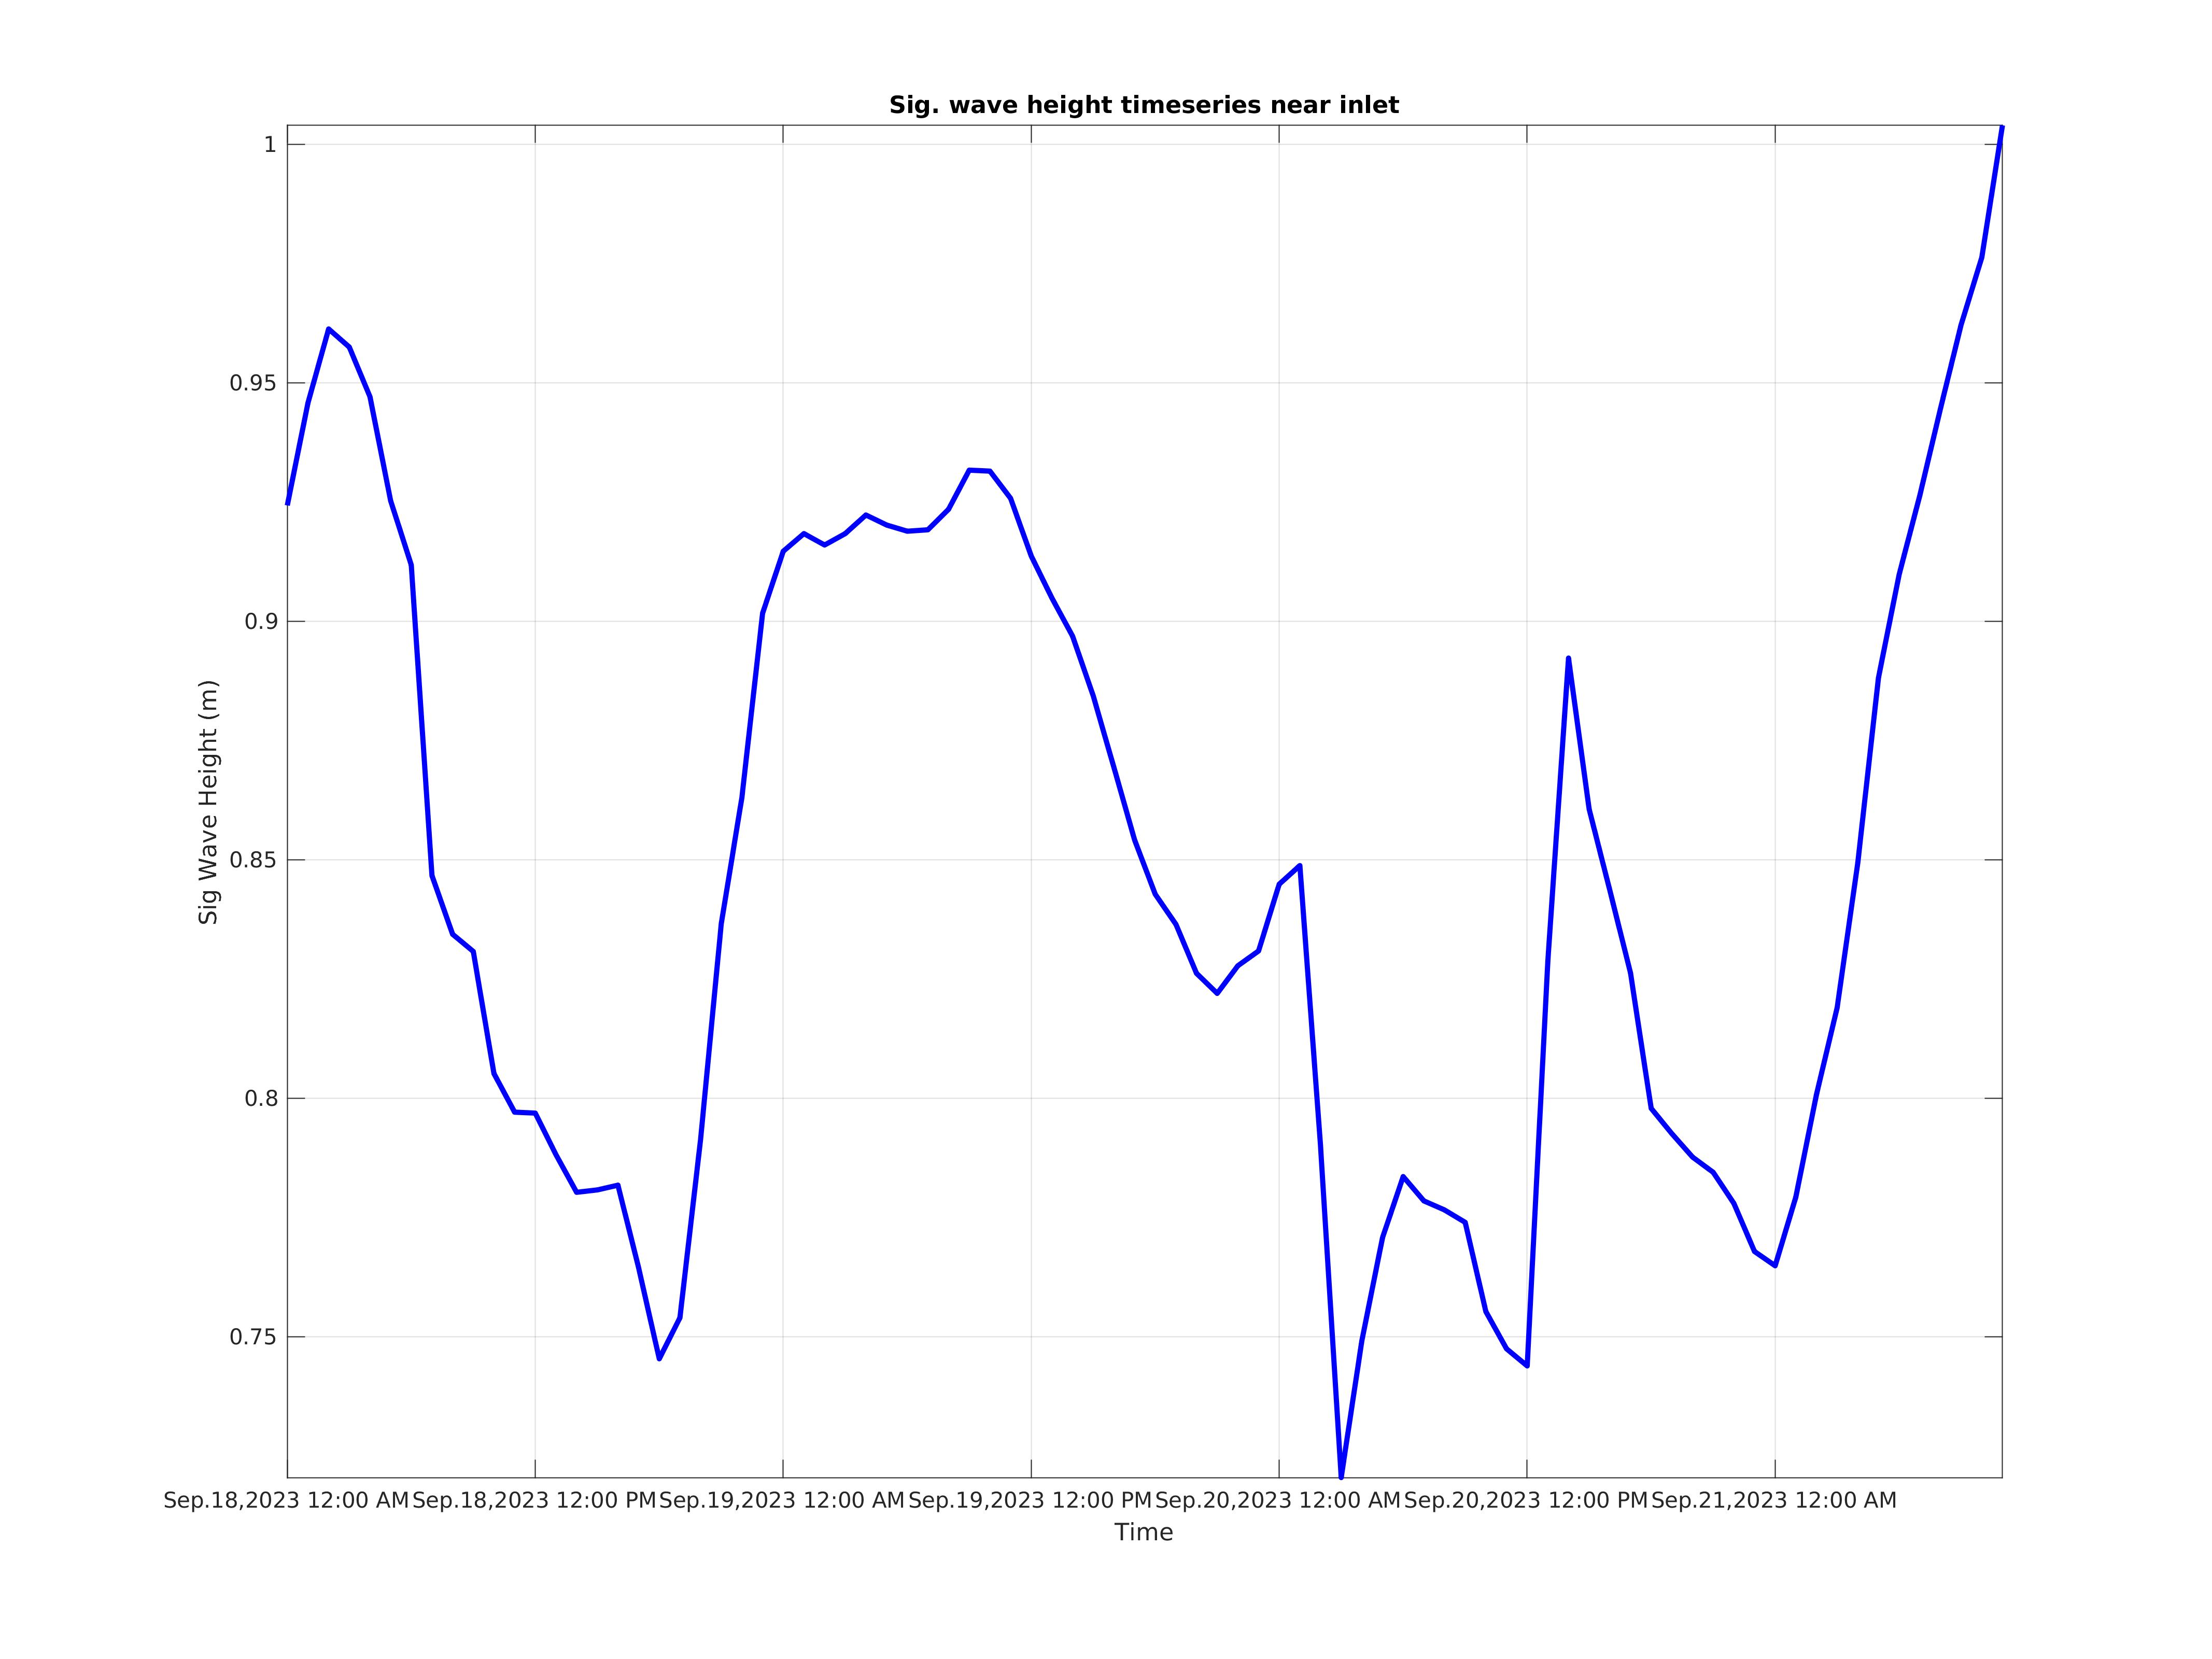 Sig. wave height timeseries near inlet
1
0.95
0.9
0.85
0.8
0.75
Sig Wave Height (m)
Sep.18,2023 12:00 AM Sep.18,2023 12:00 PM Sep.19,2023 12:00 AM Sep.19,2023 12:00 PM Sep.20,2023 12:00 AM Sep.20,2023 12:00 PM Sep.21,2023 12:00 AM
Time